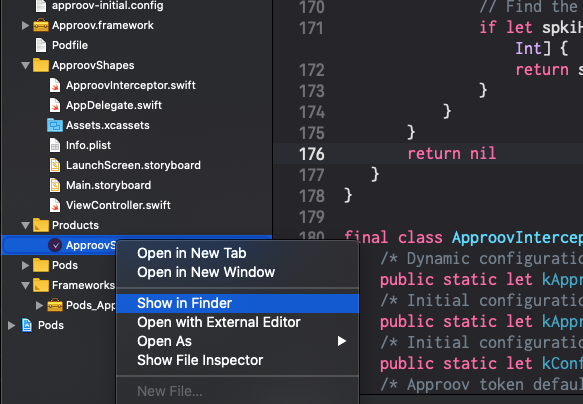 approov-initial.config
Approov.framework
Podfile
ApproovShapes
ApproovInterceptor.swift
AppDelegate.swift
Assets.xcassets
Info.plist
LaunchScreen.storyboard
Main.storyboard
ViewController.swift
Products
ApproovS
Pods
Frameworks
Pods_App
Pods
Open in New Tab
Open in New Window
Show in Finder
Open with External Editor
Open As
Show File Inspector
New File...
170 // Find the
171 if let spkiH
Int] {
172 return s
173 }
174 }
175 }
176 return nil
177 }
178 }
179
180 final class ApproovIntercep
/* Dynamic configuratio
public static let kAppr
/* Initial configuratio
public static let kAppr
/* Initial configuratio
public static let kConf
/* Approov token defaul